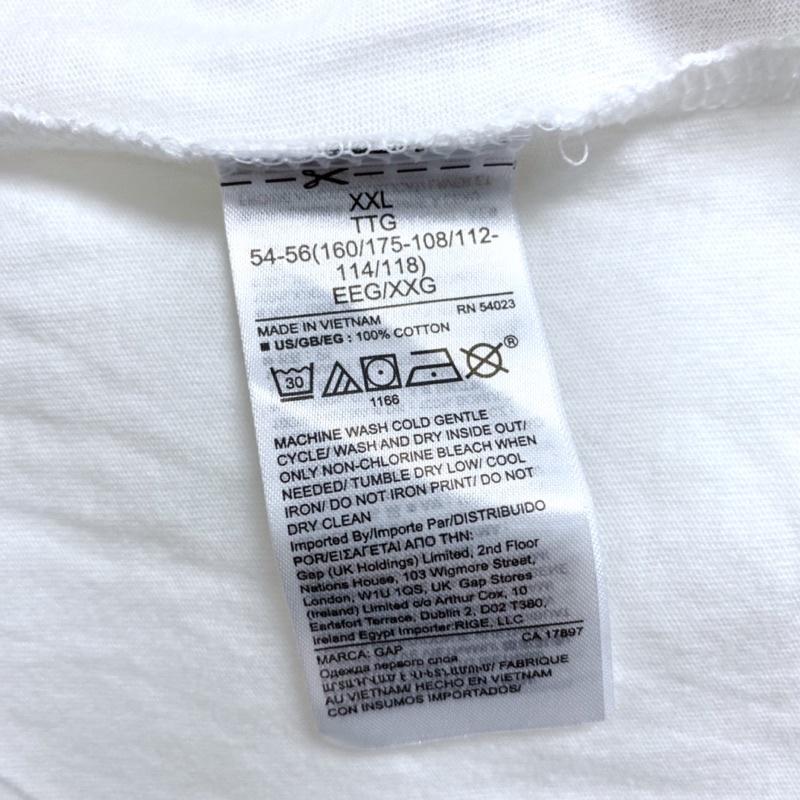 XXL
TTG
54-56(160/175-108/112-
114/118)
EEG/XXG
MADE IN VIETNAM RN 54023
■ US/GB/EG : 100% COTTON
30 ®
1166
MACHINE WASH COLD GENTLE
CYCLE/ WASH AND DRY INSIDE OUT/
ONLY NON-CHLORINE BLEACH WHEN
NEEDED/ TUMBLE DRY LOW/ COOL
IRON/ DO NOT IRON PRINT/ DO NOT
DRY CLEAN
Imported By/Importe Par/DISTRIBUIDO
POR/ΕΙΣΑΓΕΤΑΙ ΑΠΟ ΤΗΝ:
Gap (UK Holdings) Limited, 2nd Floor
Nations House, 103 Wigmore Street,
London, W1U 1QS, UK Gap Stores
(Ireland) Limited c/o Arthur Cox, 10
Earlsfort Terrace, Dublin 2, D02 T380,
Ireland Egypt Importer:RIGE, LLC
MARCA: GAP CA 17897
Одежда первого слоя
ԱՐՏԱԴՐՎԱԾ Է ՎԻԵՏՆԱՄՈՒՄ/ FABRIQUE
AU VIETNAM/ HECHO EN VIETNAM
CON INSUMOS IMPORTADOS/